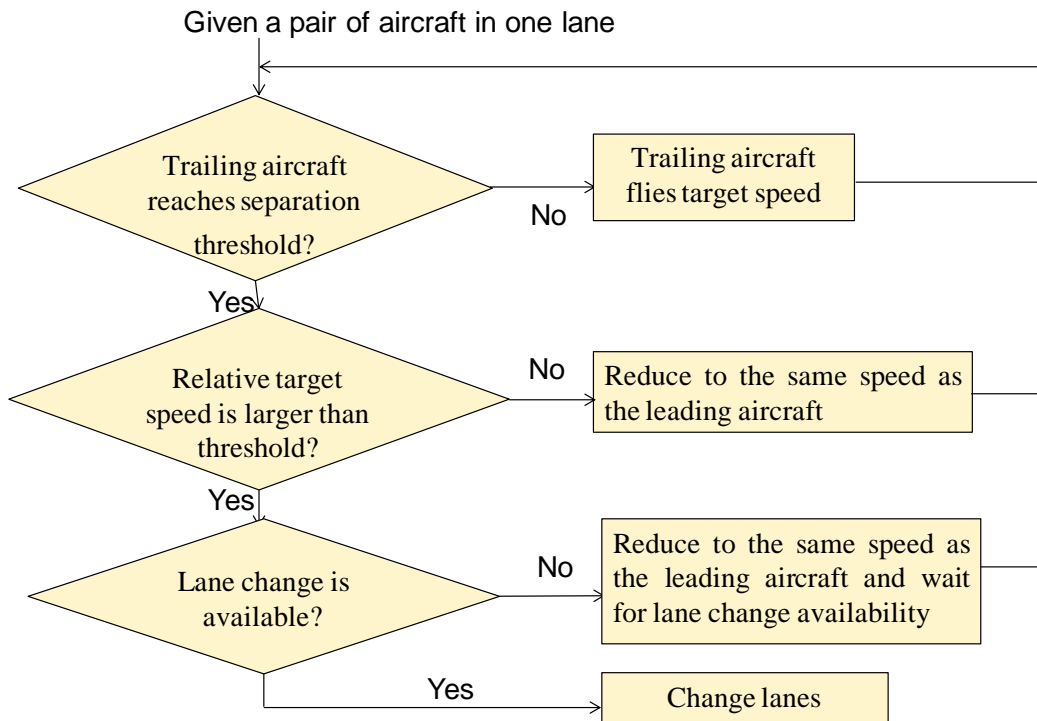 Given a pair of aircraft in one lane
Trailing aircraft
reaches separation
threshold?
No
Trailing aircraft
flies target speed
Yes
Relative target
speed is larger than
threshold?
No
Reduce to the same speed as
the leading aircraft
Yes
Lane change is
available?
No
Reduce to the same speed as
the leading aircraft and wait
for lane change availability
Yes
Change lanes